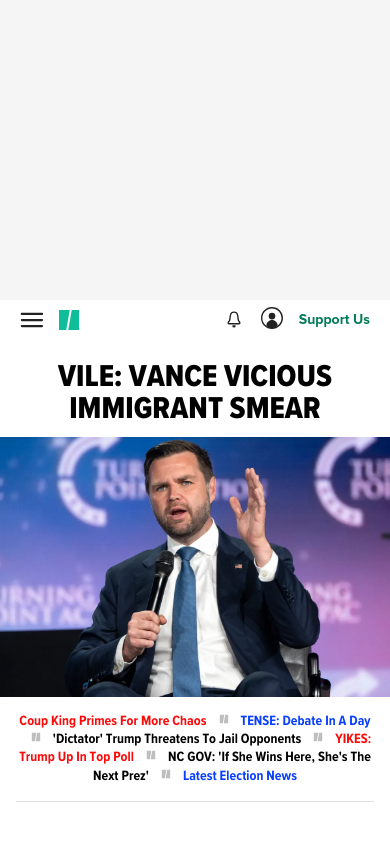 Support Us
VILE: VANCE VICIOUS
IMMIGRANT SMEAR
TURNING
POINT ACTION
TURNING
POINT AC
NING
PAC
Coup King Primes For More Chaos // TENSE: Debate In A Day
// 'Dictator' Trump Threatens To Jail Opponents // YIKES:
Trump Up In Top Poll // NC GOV: 'If She Wins Here, She's The
Next Prez' // Latest Election News